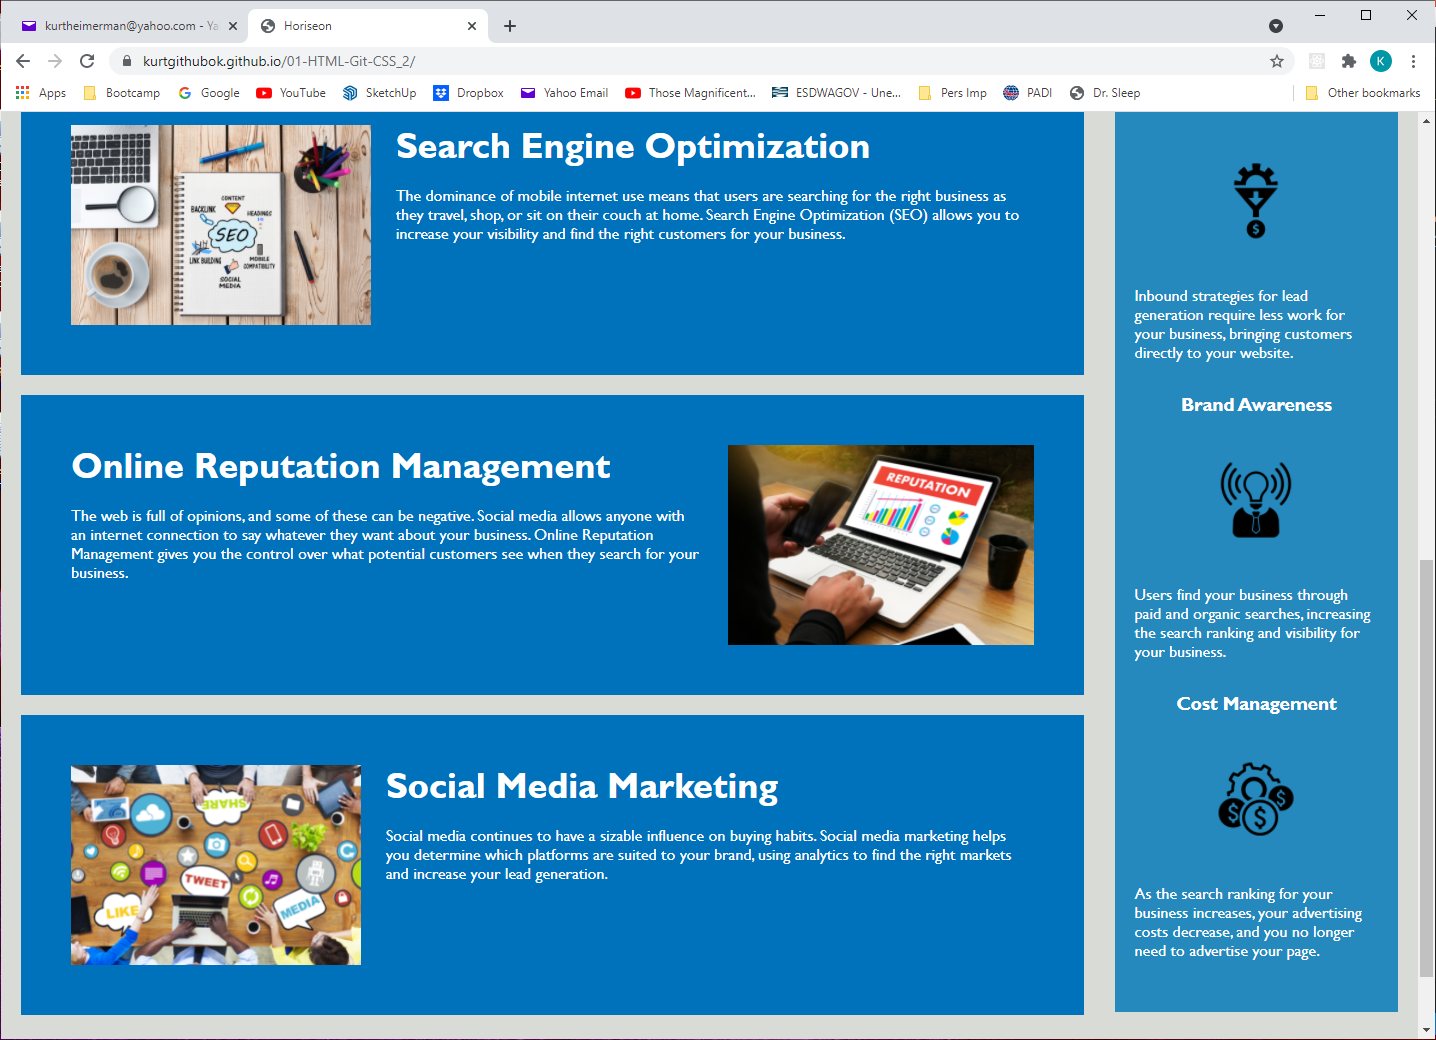 kurtheimerman@yahoo.com - Ya
Horiseon
kurtgithubok.github.io/01-HTML-Git-CSS_2/
K
Apps
Bootcamp
Google
YouTube
SketchUp
Dropbox
Yahoo Email
Those Magnificent...
ESDWAGOV - Une...
Pers Imp
PADI
Dr. Sleep
Other bookmarks
CONTENT
BACKLINK
HEADINGS
SEO
LINK BUILDING
MOBILE
COMPATIBILITY
SOCIAL
MEDIA
Search Engine Optimization
The dominance of mobile internet use means that users are searching for the right business as
they travel, shop, or sit on their couch at home. Search Engine Optimization (SEO) allows you to
increase your visibility and find the right customers for your business.
Online Reputation Management
The web is full of opinions, and some of these can be negative. Social media allows anyone with
an internet connection to say whatever they want about your business. Online Reputation
Management gives you the control over what potential customers see when they search for your
business.
REPUTATION
SHARE
TWEET
LIKE
MEDIA
Social Media Marketing
Social media continues to have a sizable influence on buying habits. Social media marketing helps
you determine which platforms are suited to your brand, using analytics to find the right markets
and increase your lead generation.
$
Inbound strategies for lead
generation require less work for
your business, bringing customers
directly to your website.
Brand Awareness
Users find your business through
paid and organic searches, increasing
the search ranking and visibility for
your business.
Cost Management
$ $ $
As the search ranking for your
business increases, your advertising
costs decrease, and you no longer
need to advertise your page.